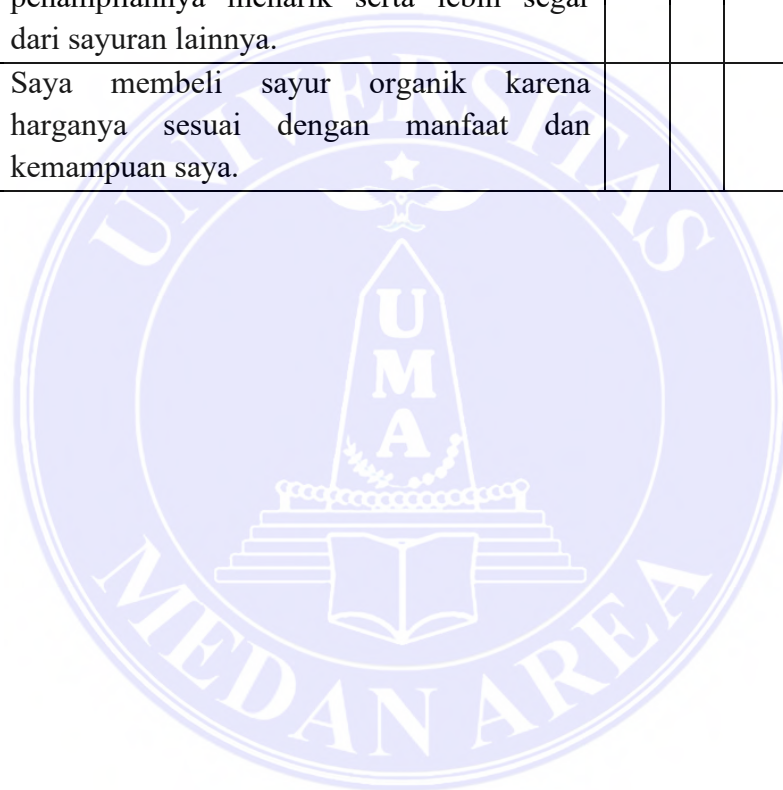 penampilannya menarik serta lebih segar
dari sayuran lainnya.
Saya membeli sayur organik karena
harganya sesuai dengan manfaat dan
kemampuan saya.
UNIVERSITAS
UMA
MEDAN AREA